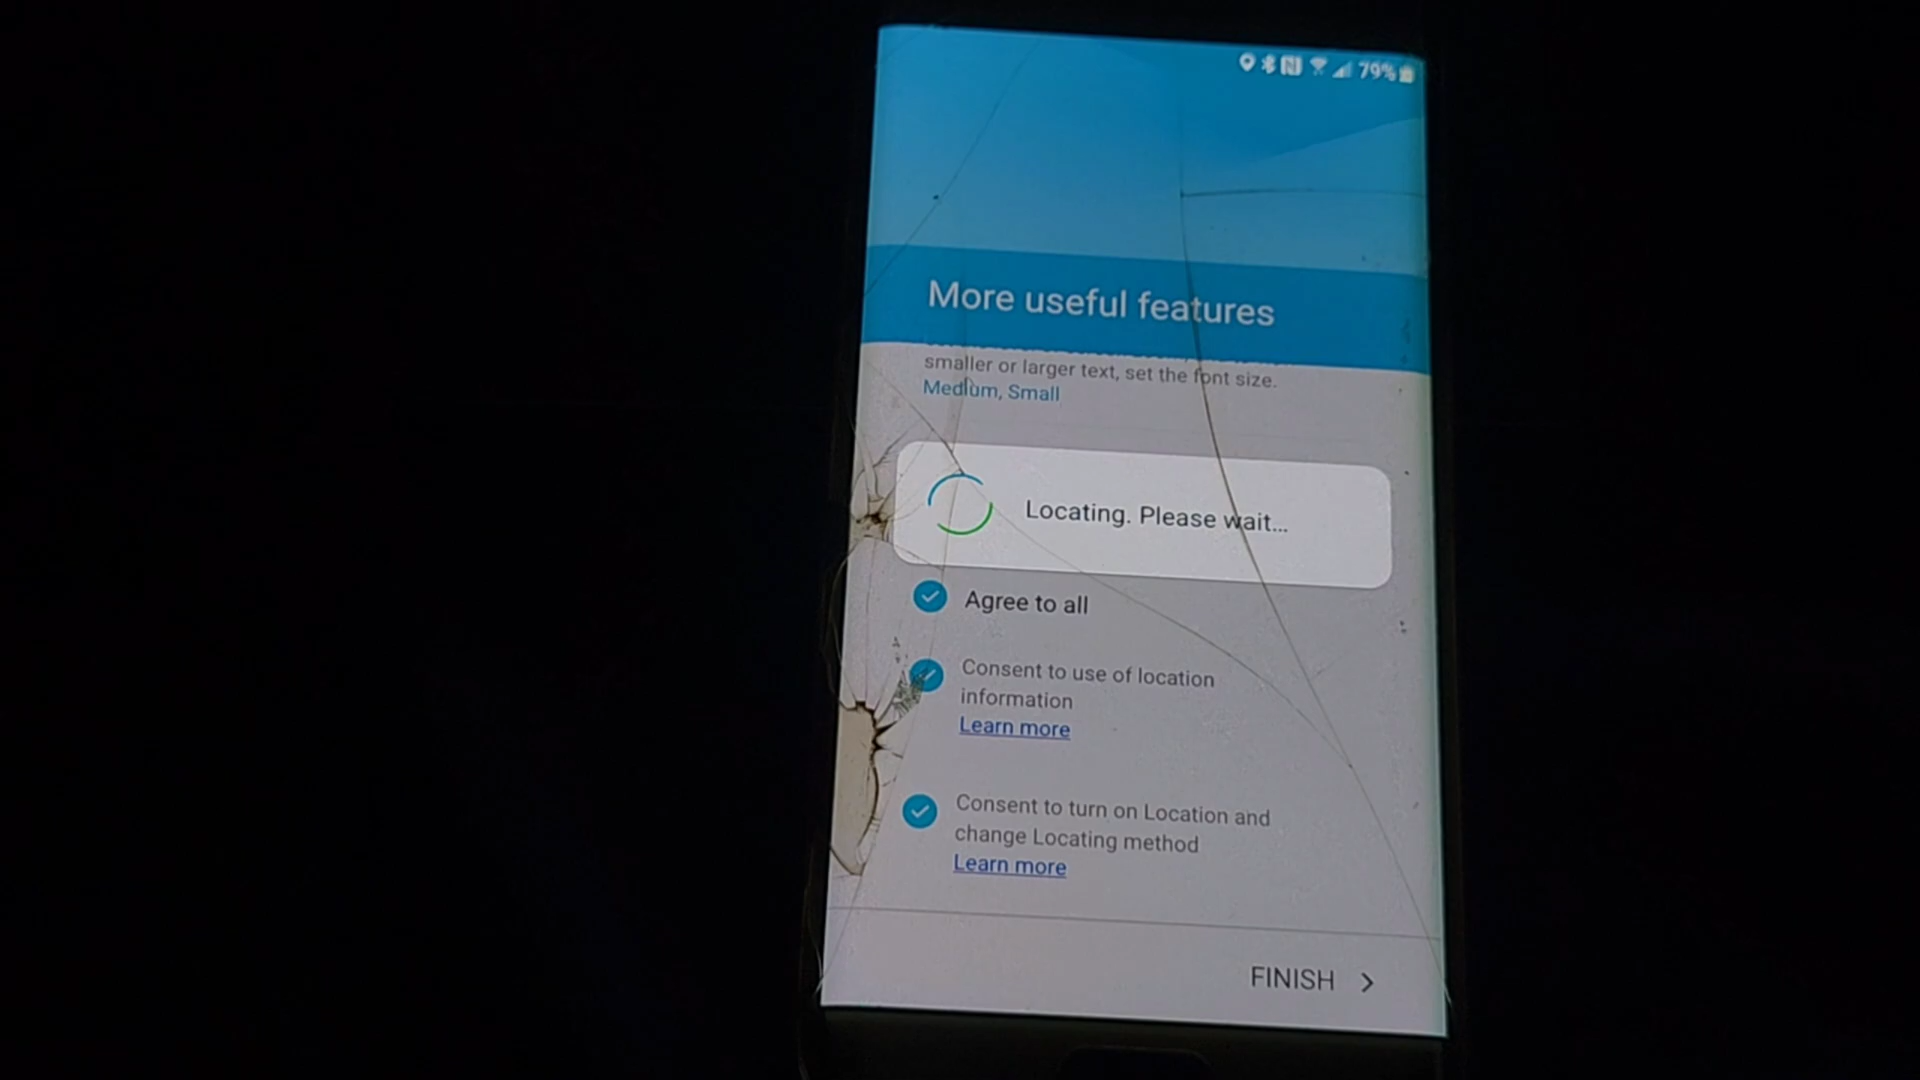 79%
More useful features
smaller or larger text, set the font size.
Medium, Small
Locating. Please wait...
Agree to all
Consent to use of location
information
Learn more
Consent to turn on Location and
change Locating method
Learn more
FINISH